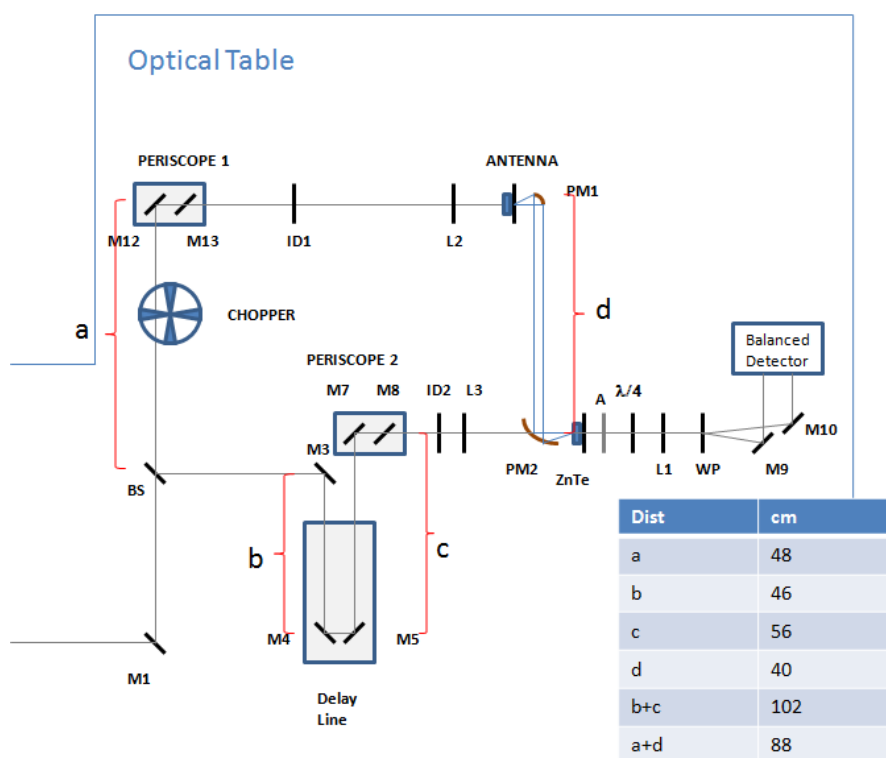 Optical Table
PERISCOPE 1
ANTENNA
PM1
M12
M13
ID1
L2
a
CHOPPER
d
Balanced
Detector
PERISCOPE 2
M7
M8
ID2
L3
A
λ/4
M10
M3
BS
PM2
ZnTe
L1
WP
M9
b
c
M4
M5
M1
Delay
Line
Dist cm
a 48
b 46
c 56
d 40
b+c 102
a+d 88